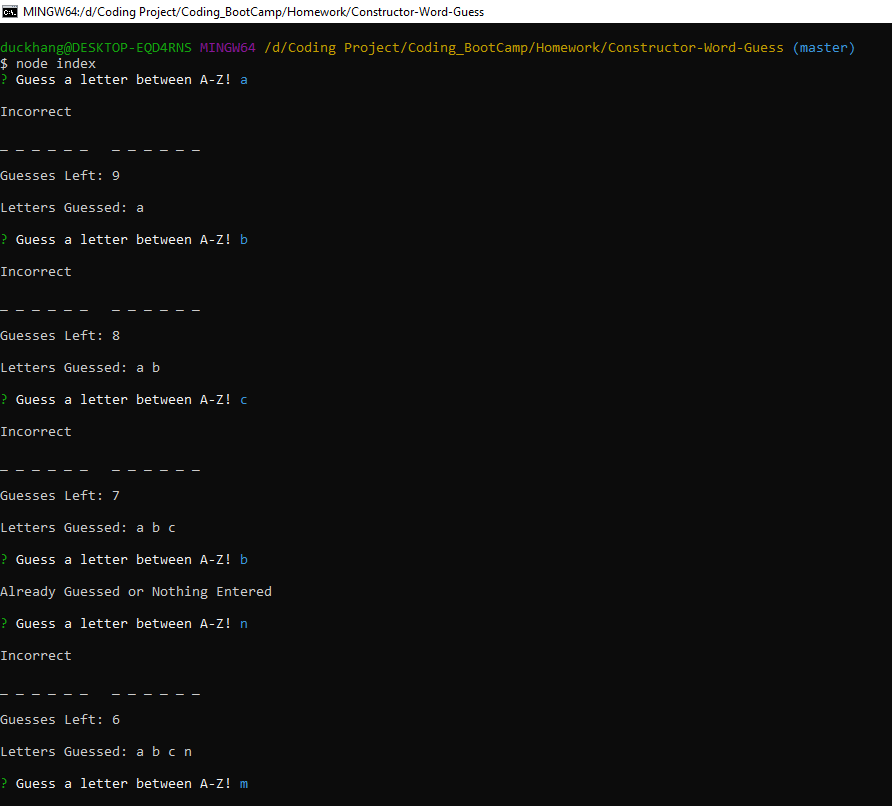 MINGW64:/d/Coding Project/Coding_BootCamp/Homework/Constructor-Word-Guess
duckhang@DESKTOP-EQD4RNS MINGW64 /d/Coding Project/Coding_BootCamp/Homework/Constructor-Word-Guess (master)
$ node index
? Guess a letter between A-Z! a
Incorrect
_ _ _ _ _ _   _ _ _ _ _ _
Guesses Left: 9
Letters Guessed: a
? Guess a letter between A-Z! b
Incorrect
_ _ _ _ _ _   _ _ _ _ _ _
Guesses Left: 8
Letters Guessed: a b
? Guess a letter between A-Z! c
Incorrect
_ _ _ _ _ _   _ _ _ _ _ _
Guesses Left: 7
Letters Guessed: a b c
? Guess a letter between A-Z! b
Already Guessed or Nothing Entered
? Guess a letter between A-Z! n
Incorrect
_ _ _ _ _ _   _ _ _ _ _ _
Guesses Left: 6
Letters Guessed: a b c n
? Guess a letter between A-Z! m